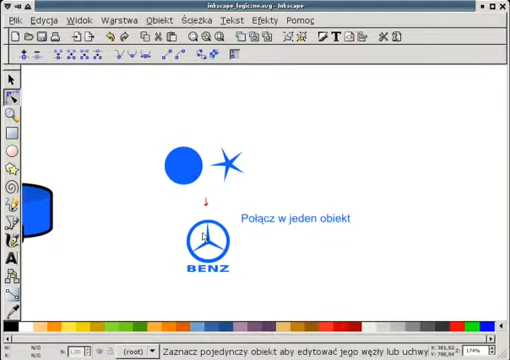 inkscape_logiczne.svg - Inkscape
Plik Edycja Widok Warstwa Obiekt Ścieżka Tekst Efekty Pomoc
Połącz w jeden obiekt
BENZ
W: N/D
K: N/D
(root)
Zaznacz pojedynczy obiekt aby edytować jego węzły lub uchwy
174%